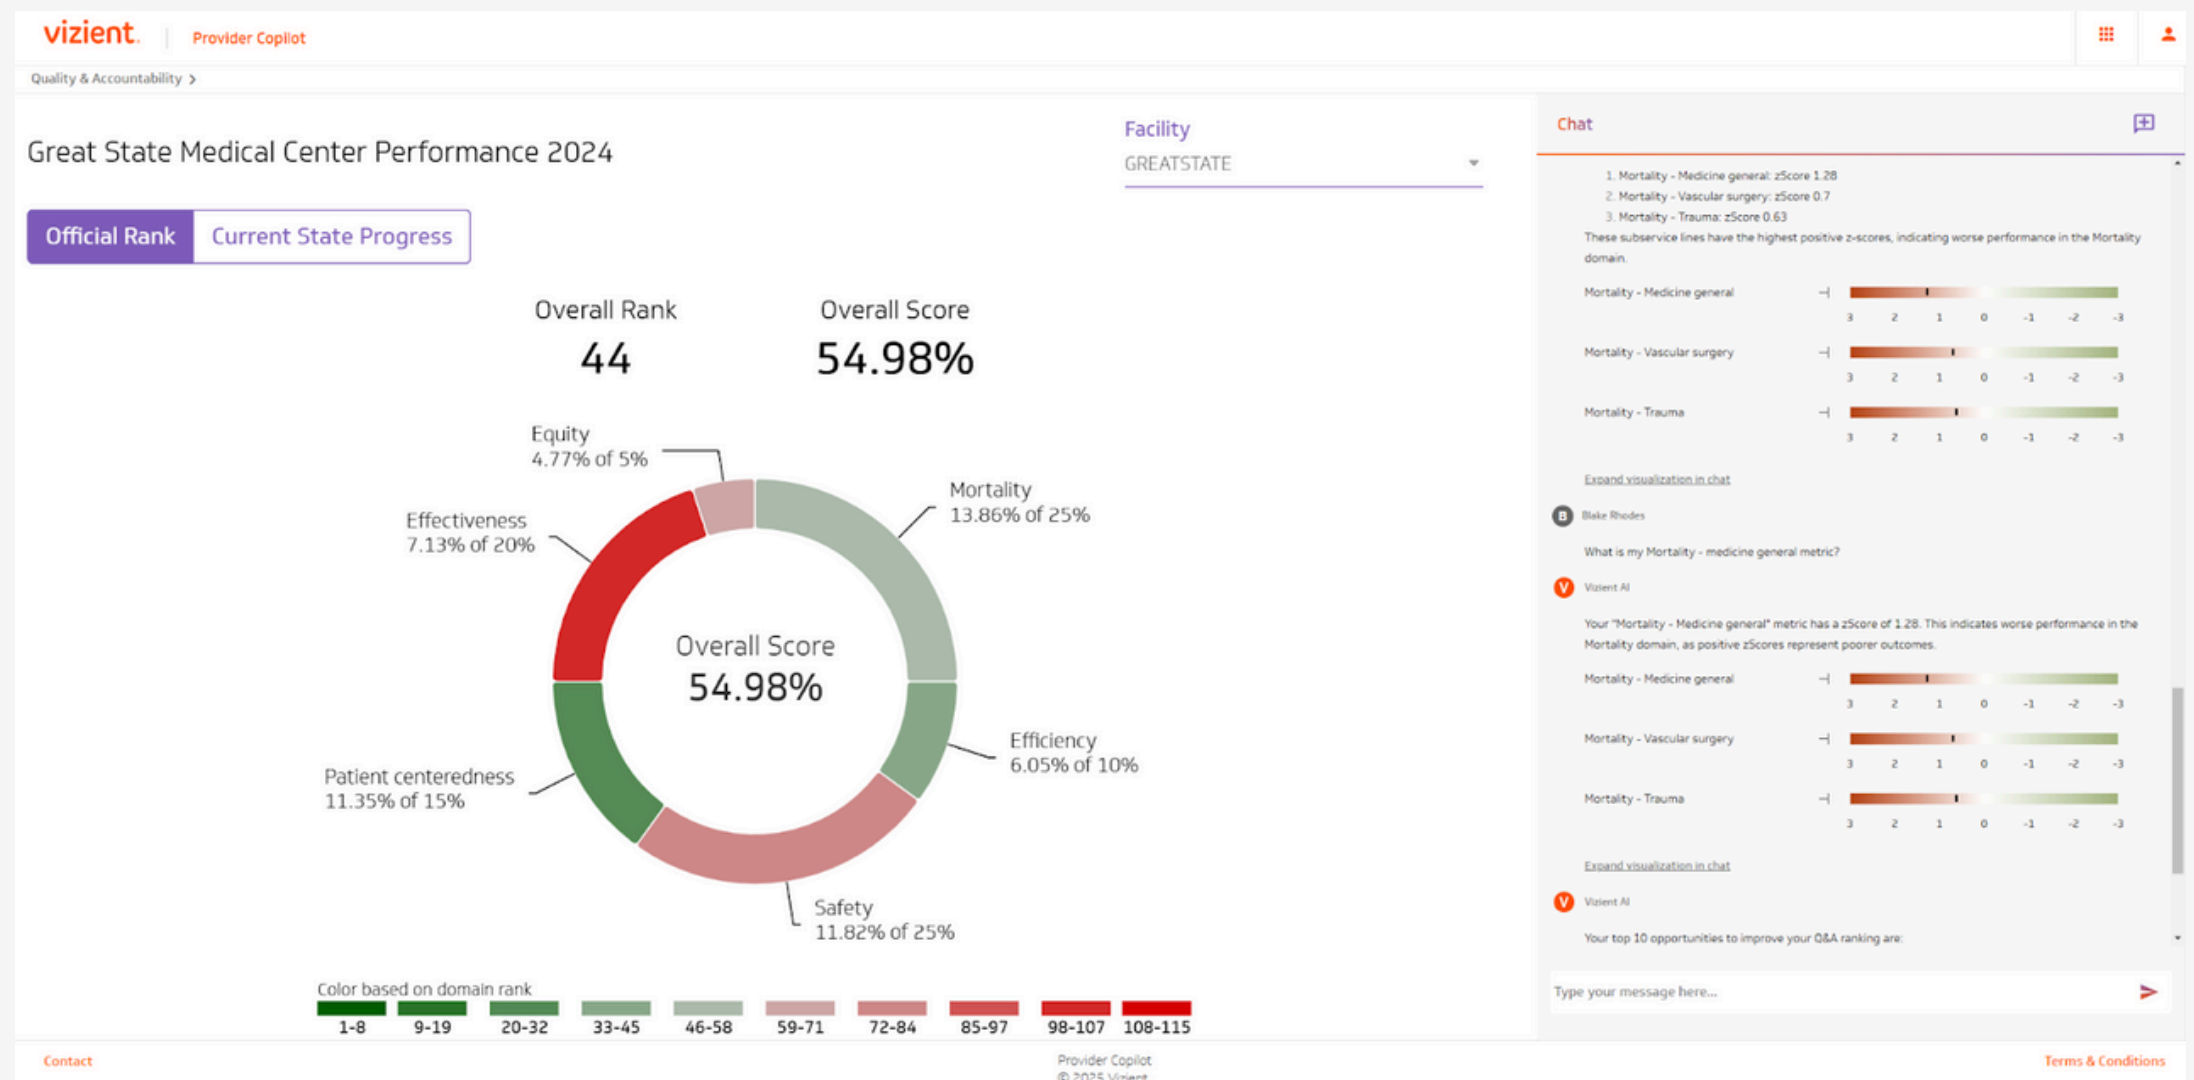 vizient.
Provider Copilot
Quality & Accountability >
Great State Medical Center Performance 2024
Facility
GREATSTATE
Official Rank
Current State Progress
Overall Rank
44
Overall Score
54.98%
Equity
4.77% of 5%
Mortality
13.86% of 25%
Effectiveness
7.13% of 20%
Overall Score
54.98%
Efficiency
6.05% of 10%
Patient centeredness
11.35% of 15%
Safety
11.82% of 25%
Color based on domain rank
1-8 9-19 20-32 33-45 46-58 59-71 72-84 85-97 98-107 108-115
Chat
1. Mortality - Medicine general: zScore 1.28
2. Mortality - Vascular surgery: zScore 0.7
3. Mortality - Trauma: zScore 0.63
These subservice lines have the highest positive z-scores, indicating worse performance in the Mortality
domain.
Mortality - Medicine general
3 2 1 0 -1 -2 -3
Mortality - Vascular surgery
3 2 1 0 -1 -2 -3
Mortality - Trauma
3 2 1 0 -1 -2 -3
Expand visualization in chat
B Blake Rhodes
What is my Mortality - medicine general metric?
V Vizient AI
Your "Mortality - Medicine general" metric has a zScore of 1.28. This indicates worse performance in the
Mortality domain, as positive zScores represent poorer outcomes.
Mortality - Medicine general
3 2 1 0 -1 -2 -3
Mortality - Vascular surgery
3 2 1 0 -1 -2 -3
Mortality - Trauma
3 2 1 0 -1 -2 -3
Expand visualization in chat
V Vizient AI
Your top 10 opportunities to improve your Q&A ranking are:
Type your message here...
Contact
Provider Copilot
© 2025 Vizient
Terms & Conditions